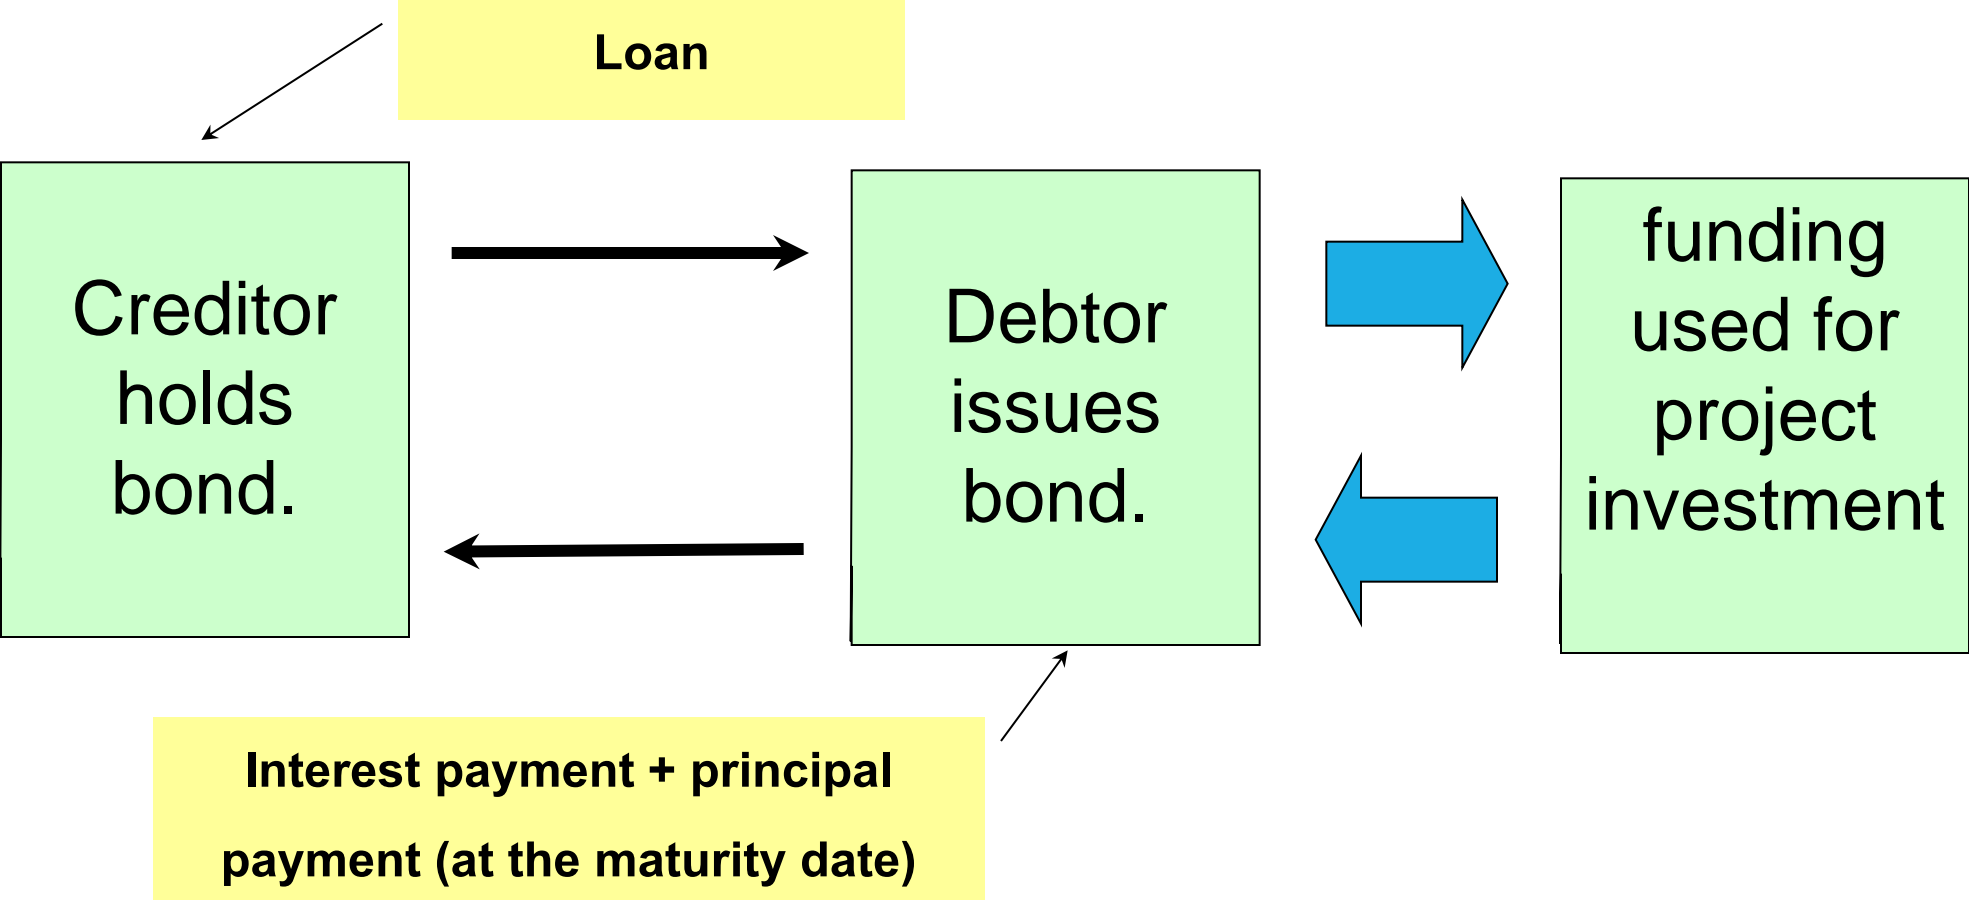 Loan
Creditor
holds
bond.
Debtor
issues
bond.
funding
used for
project
investment
Interest payment + principal
payment (at the maturity date)